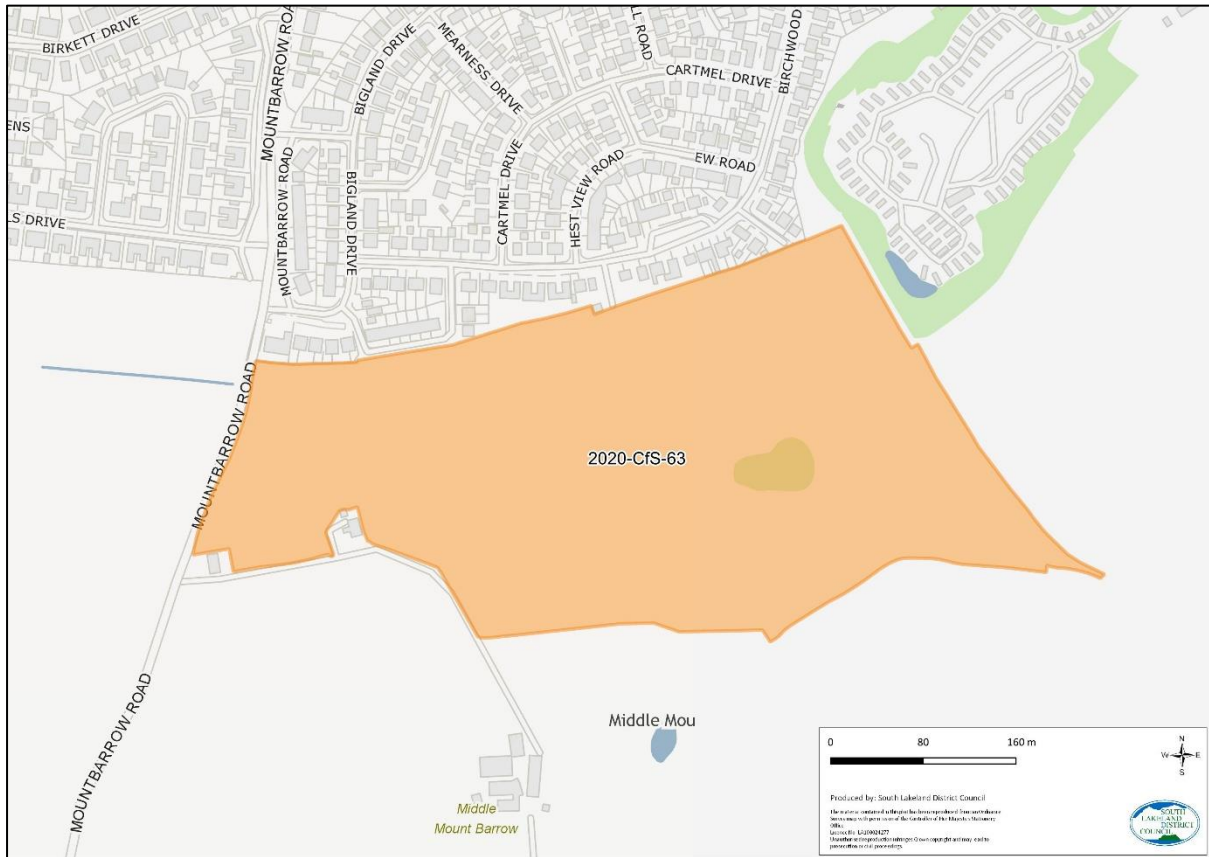 BIRKETT DRIVE
MOUNTBARROW ROA
BIGLAND DRIVE
MEARNESS DRIVE
LL ROAD
CARTMEL DRIVE
BIRCHWOOD
ENS
MOUNTBARROW ROAD
BIGLAND DRIVE
CARTMEL DRIVE
HEST VIEW ROAD
EW ROAD
LS DRIVE
MOUNTBARROW ROAD
2020-CfS-63
MOUNTBARROW ROAD
Middle Mou
Middle
Mount Barrow
0 80 160 m
N
W E
S
Produced by: South Lakeland District Council
SOUTH
LAKELAND
DISTRICT
COUNCIL